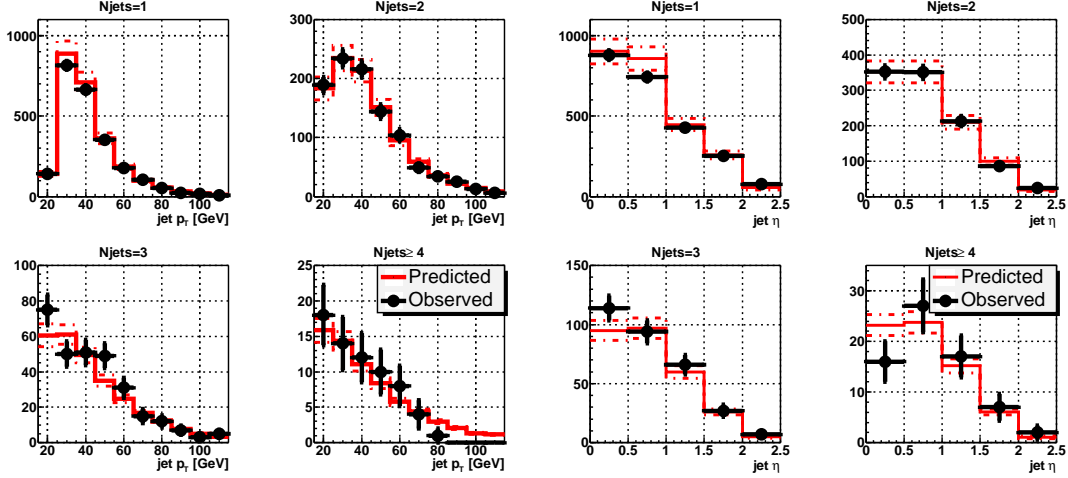 Njets=1
Njets=2
Njets=1
Njets=2
1000
500
0
20 40 60 80 100
jet p_T [GeV]
300
200
100
0
20 40 60 80 100
jet p_T [GeV]
1000
500
0
0 0.5 1 1.5 2 2.5
jet η
500
400
300
200
100
0
0 0.5 1 1.5 2 2.5
jet η
Njets=3
Njets≥ 4
Njets=3
Njets≥ 4
100
80
60
40
20
0
20 40 60 80 100
jet p_T [GeV]
25
20
15
10
5
0
Predicted
Observed
20 40 60 80 100
jet p_T [GeV]
150
100
50
0
0 0.5 1 1.5 2 2.5
jet η
30
20
10
0
Predicted
Observed
0 0.5 1 1.5 2 2.5
jet η